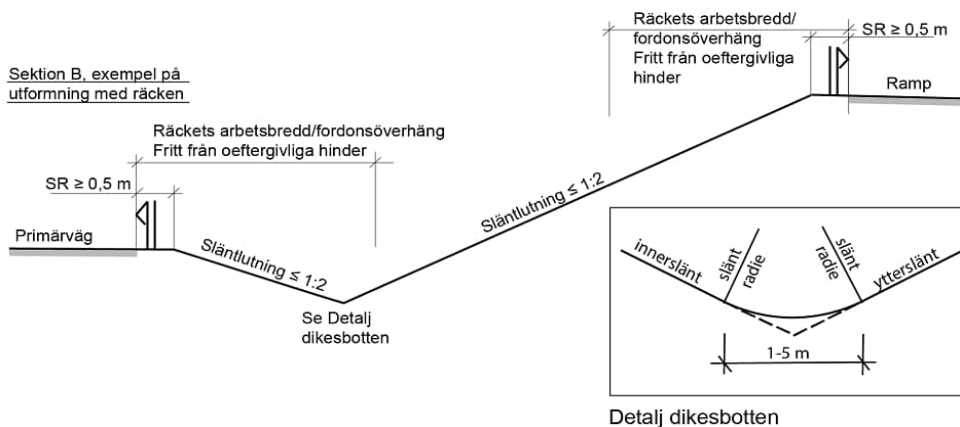 Sektion B, exempel på
utformning med räcken
Räckets arbetsbredd/
fordonsöverhäng
Fritt från oeftergivliga
hinder
SR ≥ 0,5 m
Ramp
Räckets arbetsbredd/fordonsöverhäng
Fritt från oeftergivliga hinder
SR ≥ 0,5 m
Primärväg
Släntlutning ≤ 1:2
Släntlutning ≤ 1:2
Se Detalj
dikesbotten
innerslänt
slänt
radie
slänt
radie
ytterslänt
1-5 m
Detalj dikesbotten